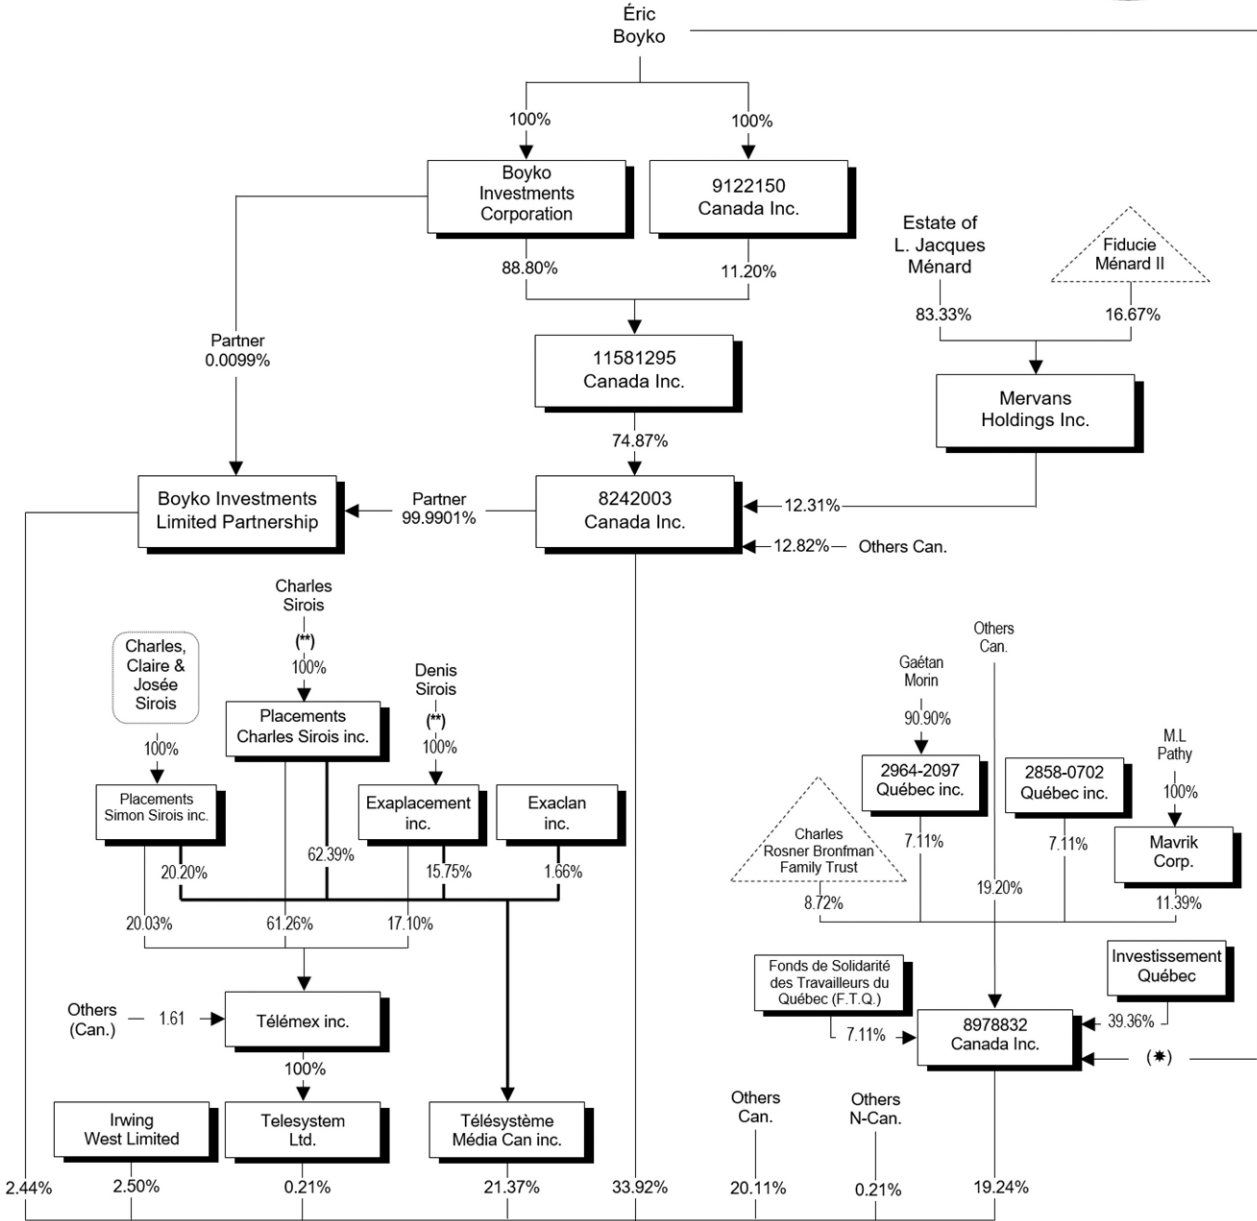 Éric
Boyko
100%
100%
Boyko
Investments
Corporation
9122150
Canada Inc.
Estate of
L. Jacques
Ménard
Fiducie
Ménard II
88.80%
11.20%
83.33%
16.67%
Partner
0.0099%
11581295
Canada Inc.
Mervans
Holdings Inc.
74.87%
Boyko Investments
Limited Partnership
Partner
99.9901%
8242003
Canada Inc.
12.31%
12.82%
Others Can.
Charles
Sirois
(**)
100%
Charles,
Claire &
Josée
Sirois
Denis
Sirois
(**)
100%
Others
Can.
Gaétan
Morin
90.90%
Placements
Charles Sirois inc.
100%
M.L
Pathy
100%
Placements
Simon Sirois inc.
Exaplacement
inc.
Exaclan
inc.
2964-2097
Québec inc.
2858-0702
Québec inc.
Charles
Rosner Bronfman
Family Trust
Mavrik
Corp.
62.39%
20.20%
15.75%
1.66%
7.11%
7.11%
19.20%
8.72%
11.39%
20.03%
61.26%
17.10%
Fonds de Solidarité
des Travailleurs du
Québec (F.T.Q.)
Investissement
Québec
Others
(Can.)
1.61
Télémex inc.
7.11%
8978832
Canada Inc.
39.36%
(✷)
100%
Irwing
West Limited
Telesystem
Ltd.
Télésystème
Média Can inc.
Others
Can.
Others
N-Can.
2.44%
2.50%
0.21%
21.37%
33.92%
20.11%
0.21%
19.24%